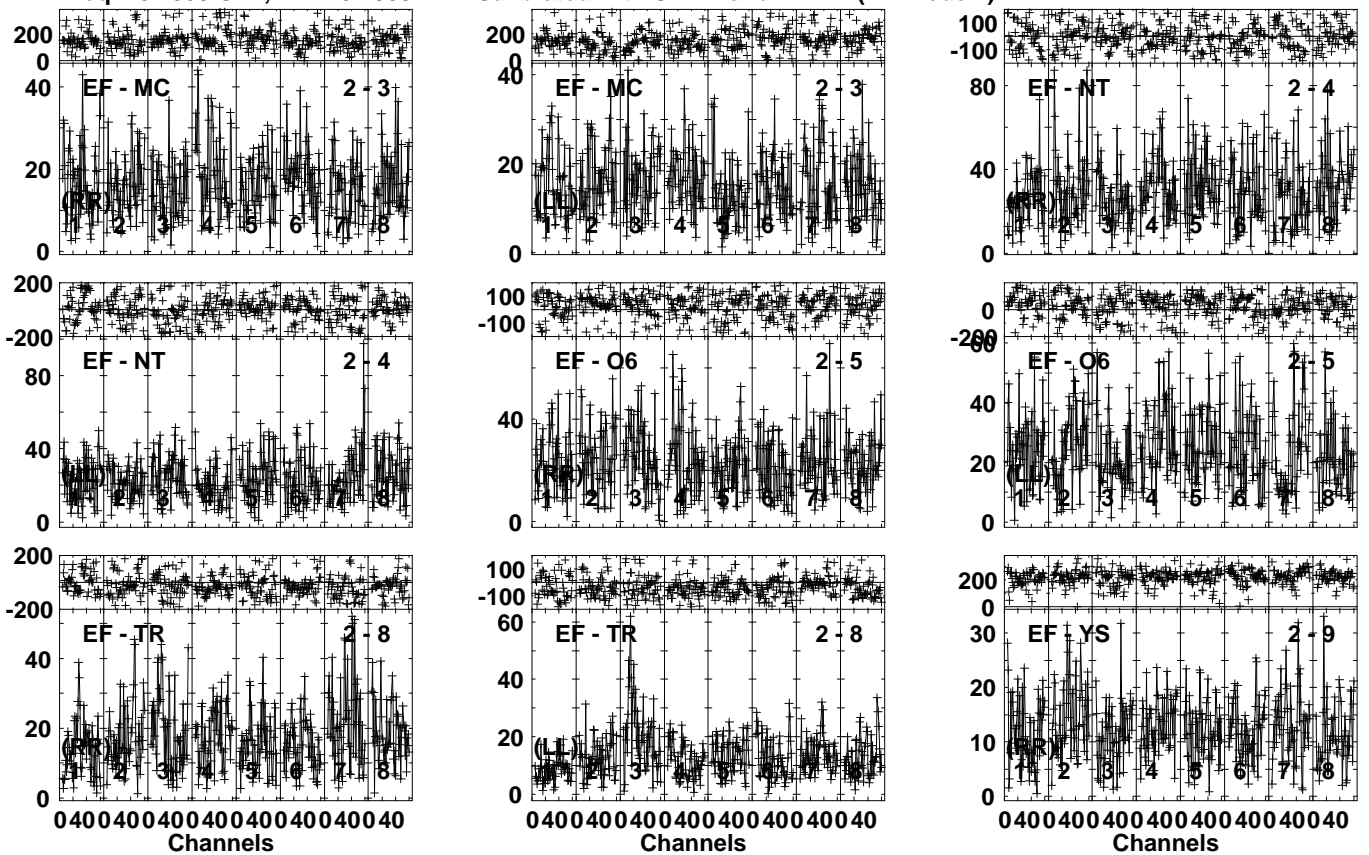 200 200 100
0 0 -100
40 EF - MC 2 - 3 40 EF - MC 2 - 3 80 EF - NT 2 - 4
20 20 40
(RR) (LL) (RR)
1 2 3 4 5 6 7 8 1 2 3 4 5 6 7 8 1 2 3 4 5 6 7 8
0 0 0
200 100 0
-200 -100 -200
80 EF - NT 2 - 4 EF - O6 2 - 5 60 EF - O6 2 - 5
40 40 40
20
(LL) (RR) (LL)
1 2 3 4 5 6 7 8 1 2 3 4 5 6 7 8 1 2 3 4 5 6 7 8
0 0 0
200 100 200
-200 -100 0
EF - TR 2 - 8 60 EF - TR 2 - 8 30 EF - YS 2 - 9
40 40 20
20 20 10
(RR) (LL) (RR)
1 2 3 4 5 6 7 8 1 2 3 4 5 6 7 8 1 2 3 4 5 6 7 8
0 0 0
0 40 0 40 0 40 0 40 0 40 0 40 0 40 0 40 0 40 0 40 0 40 0 40 0 40 0 40 0 40 0 40 0 40 0 40 0 40 0 40 0 40 0 40 0 40 0 40
Channels Channels Channels